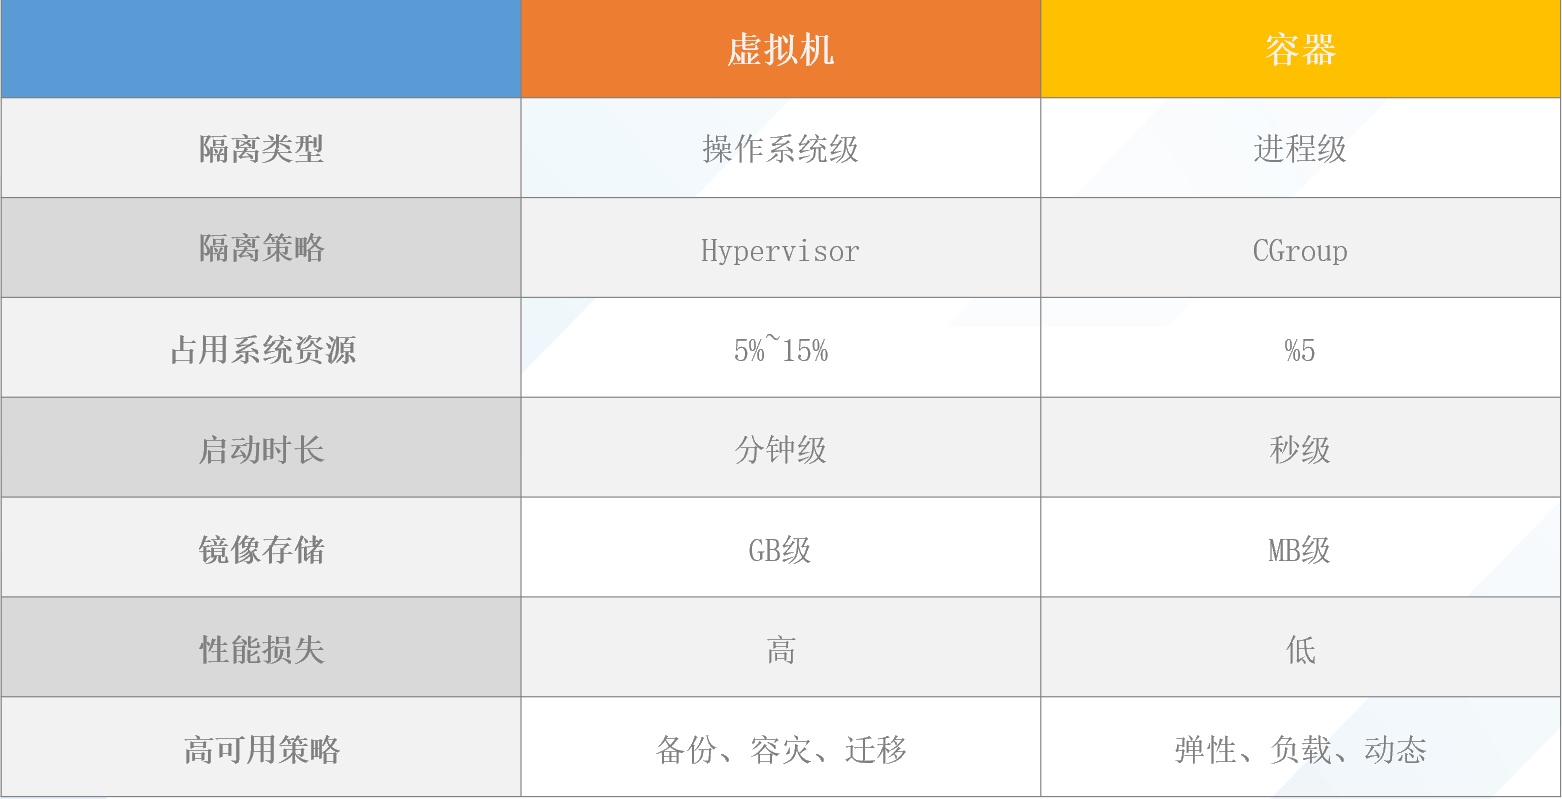 虚拟机 容器
隔离类型 操作系统级 进程级
隔离策略 Hypervisor CGroup
占用系统资源 5%~15% %5
启动时长 分钟级 秒级
镜像存储 GB级 MB级
性能损失 高 低
高可用策略 备份、容灾、迁移 弹性、负载、动态